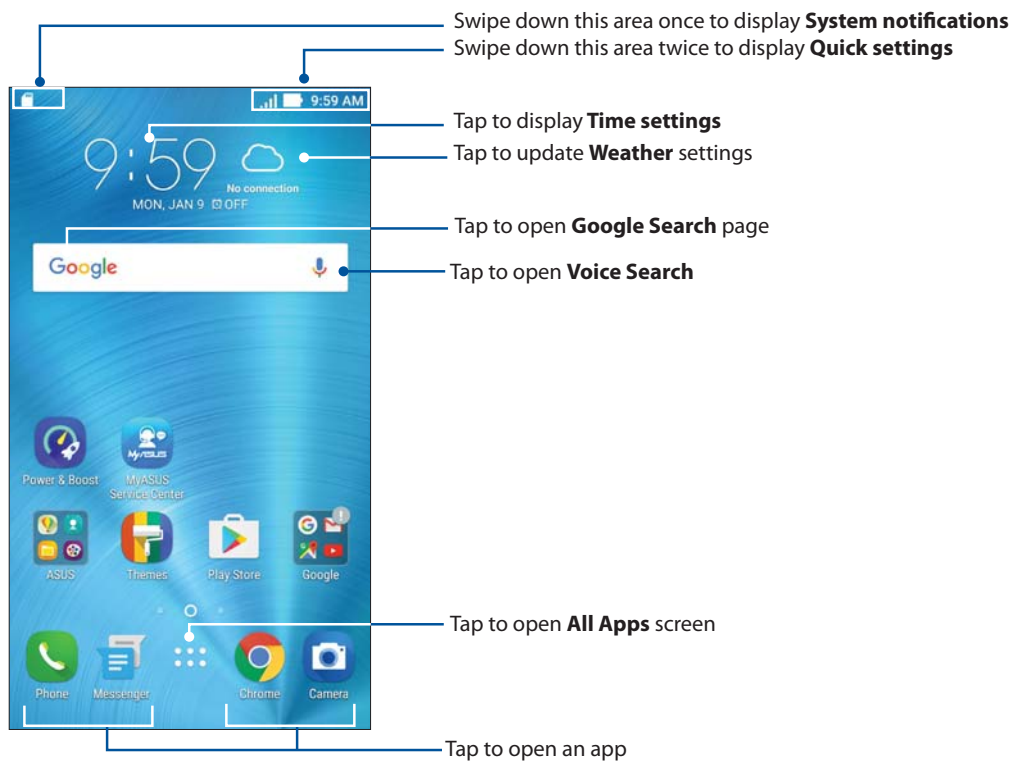 Swipe down this area once to display System notifications
Swipe down this area twice to display Quick settings
9:59 AM
Tap to display Time settings
9:59
Tap to update Weather settings
No connection
MON, JAN 9 OFF
Tap to open Google Search page
Google
Tap to open Voice Search
MyASUS
Power & Boost
MyASUS
Service Center
G
ASUS
Themes
Play Store
Google
Tap to open All Apps screen
Phone
Messenger
Chrome
Camera
Tap to open an app